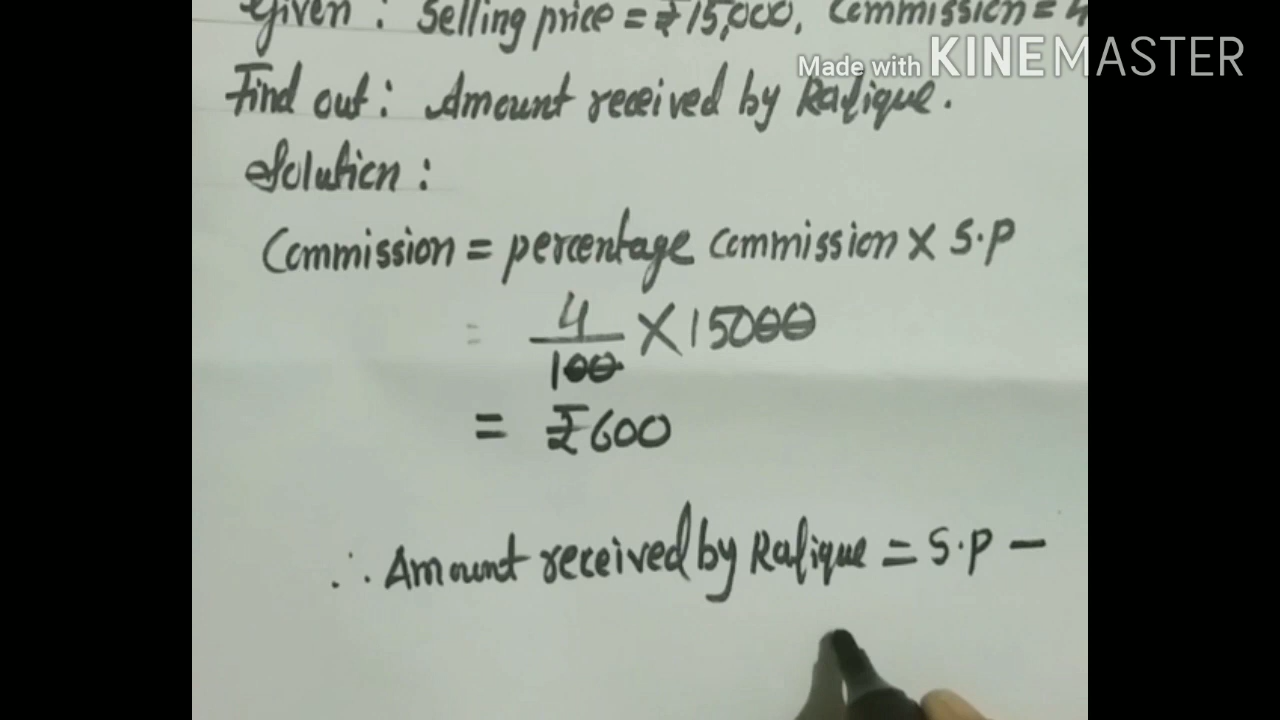 Given : Selling price = ₹ 15,000, Commission = 4
Made with KINEMASTER
Find out : Amount received by Rafique.
Solution :
Commission = percentage commission X S.P
= 4/100 X 15000
= ₹ 600
∴ Amount received by Rafique = S.P –